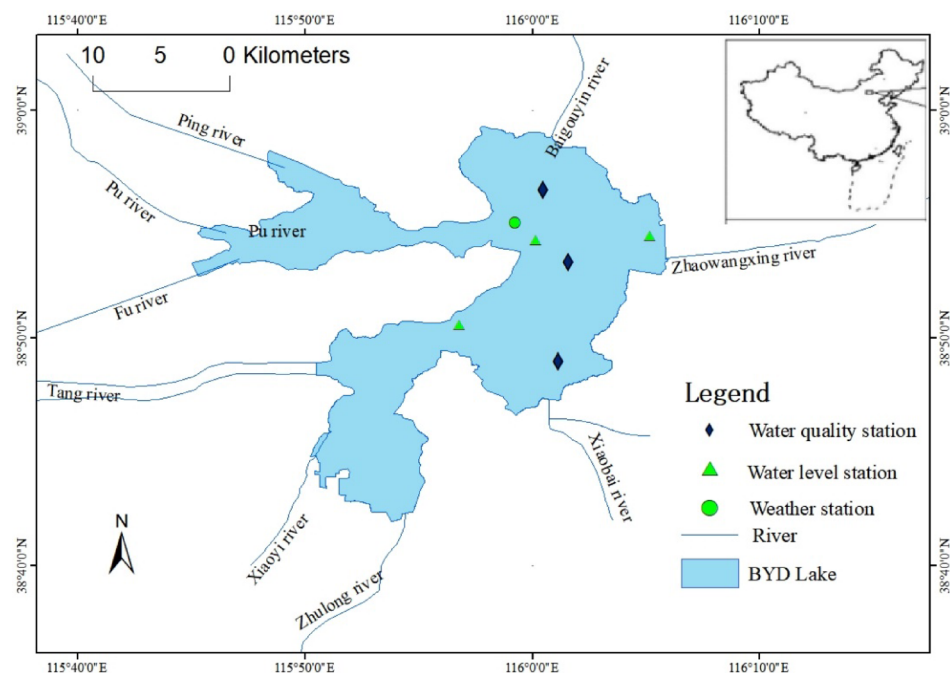 115°40'0"E 115°50'0"E 116°0'0"E 116°10'0"E
10 5 0 Kilometers
39°0'0"N 39°0'0"N
Baigouyin river
Ping river
Pu river
Pu river
Zhaowangxing river
Fu river
38°50'0"N 38°50'0"N
Tang river
Legend
Water quality station
Xiaobai river
Water level station
Weather station
River
N
Xiaoyi river
38°40'0"N 38°40'0"N
BYD Lake
Zhulong river
115°40'0"E 115°50'0"E 116°0'0"E 116°10'0"E